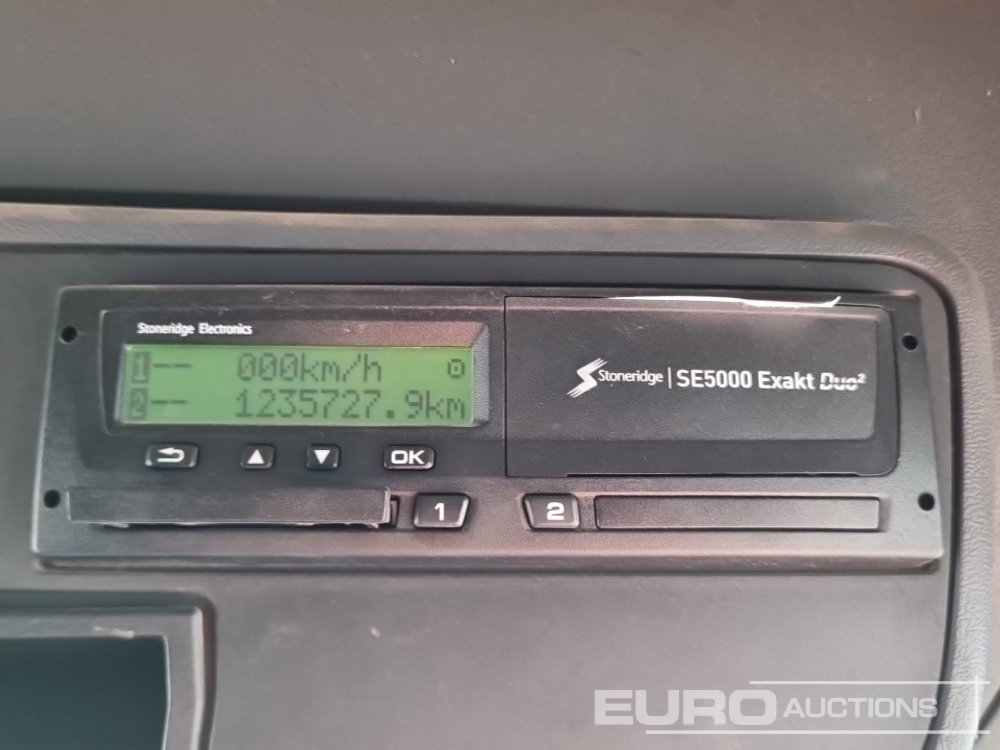 Stoneridge Electronics
1-- 000km/h o
2-- 1235727.9km
Stoneridge | SE5000 Exakt Duo²
▲ ▼ OK
1 2
EURO AUCTIONS